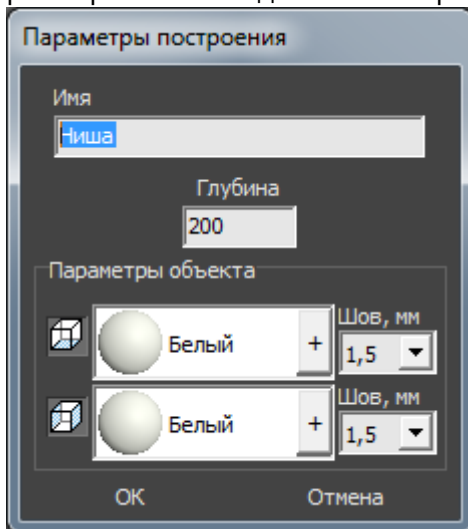 Параметры построения
Имя
Ниша
Глубина
200
Параметры объекта
Шов, мм
Белый
+
1,5
Шов, мм
Белый
+
1,5
ОК
Отмена